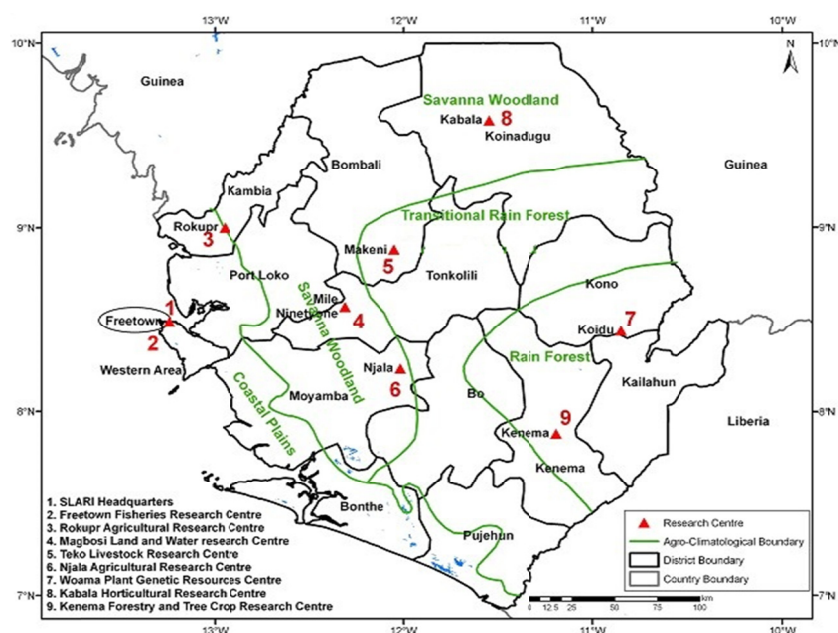 13°W 12°W 11°W 10°W
10°N 10°N
N
Guinea
Savanna Woodland
Kabala 8
Koinadugu
Bombali
Guinea
Kambia
9°N 9°N
Transitional Rain Forest
Rokupr
3
Makeni
5
Port Loko
Tonkolili
Kono
Mile
Ninety one
4
Savanna Woodland
1
Freetown
2
7
Koidu
Rain Forest
Western Area
Njala
6
Kailahun
Moyamba
Bo
Coastal Plains
8°N 8°N
Liberia
9
Kenema
Kenema
Bonthe
Pujehun
1. SLARI Headquarters
2. Freetown Fisheries Research Centre
3. Rokupr Agricultural Research Centre
4. Magbosi Land and Water research Centre
5. Teko Livestock Research Centre
6. Njala Agricultural Research Centre
7. Woama Plant Genetic Resources Centre
8. Kabala Horticultural Research Centre
9. Kenema Forestry and Tree Crop Research Centre
Research Centre
Agro-Climatological Boundary
District Boundary
Country Boundary
7°N 7°N
0 12.5 25 50 75 100
km
13°W 12°W 11°W 10°W